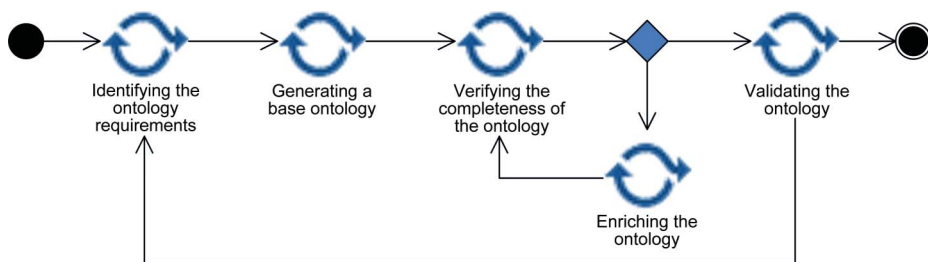 Identifying the
ontology
requirements
Generating a
base ontology
Verifying the
completeness of
the ontology
Validating the
ontology
Enriching the
ontology